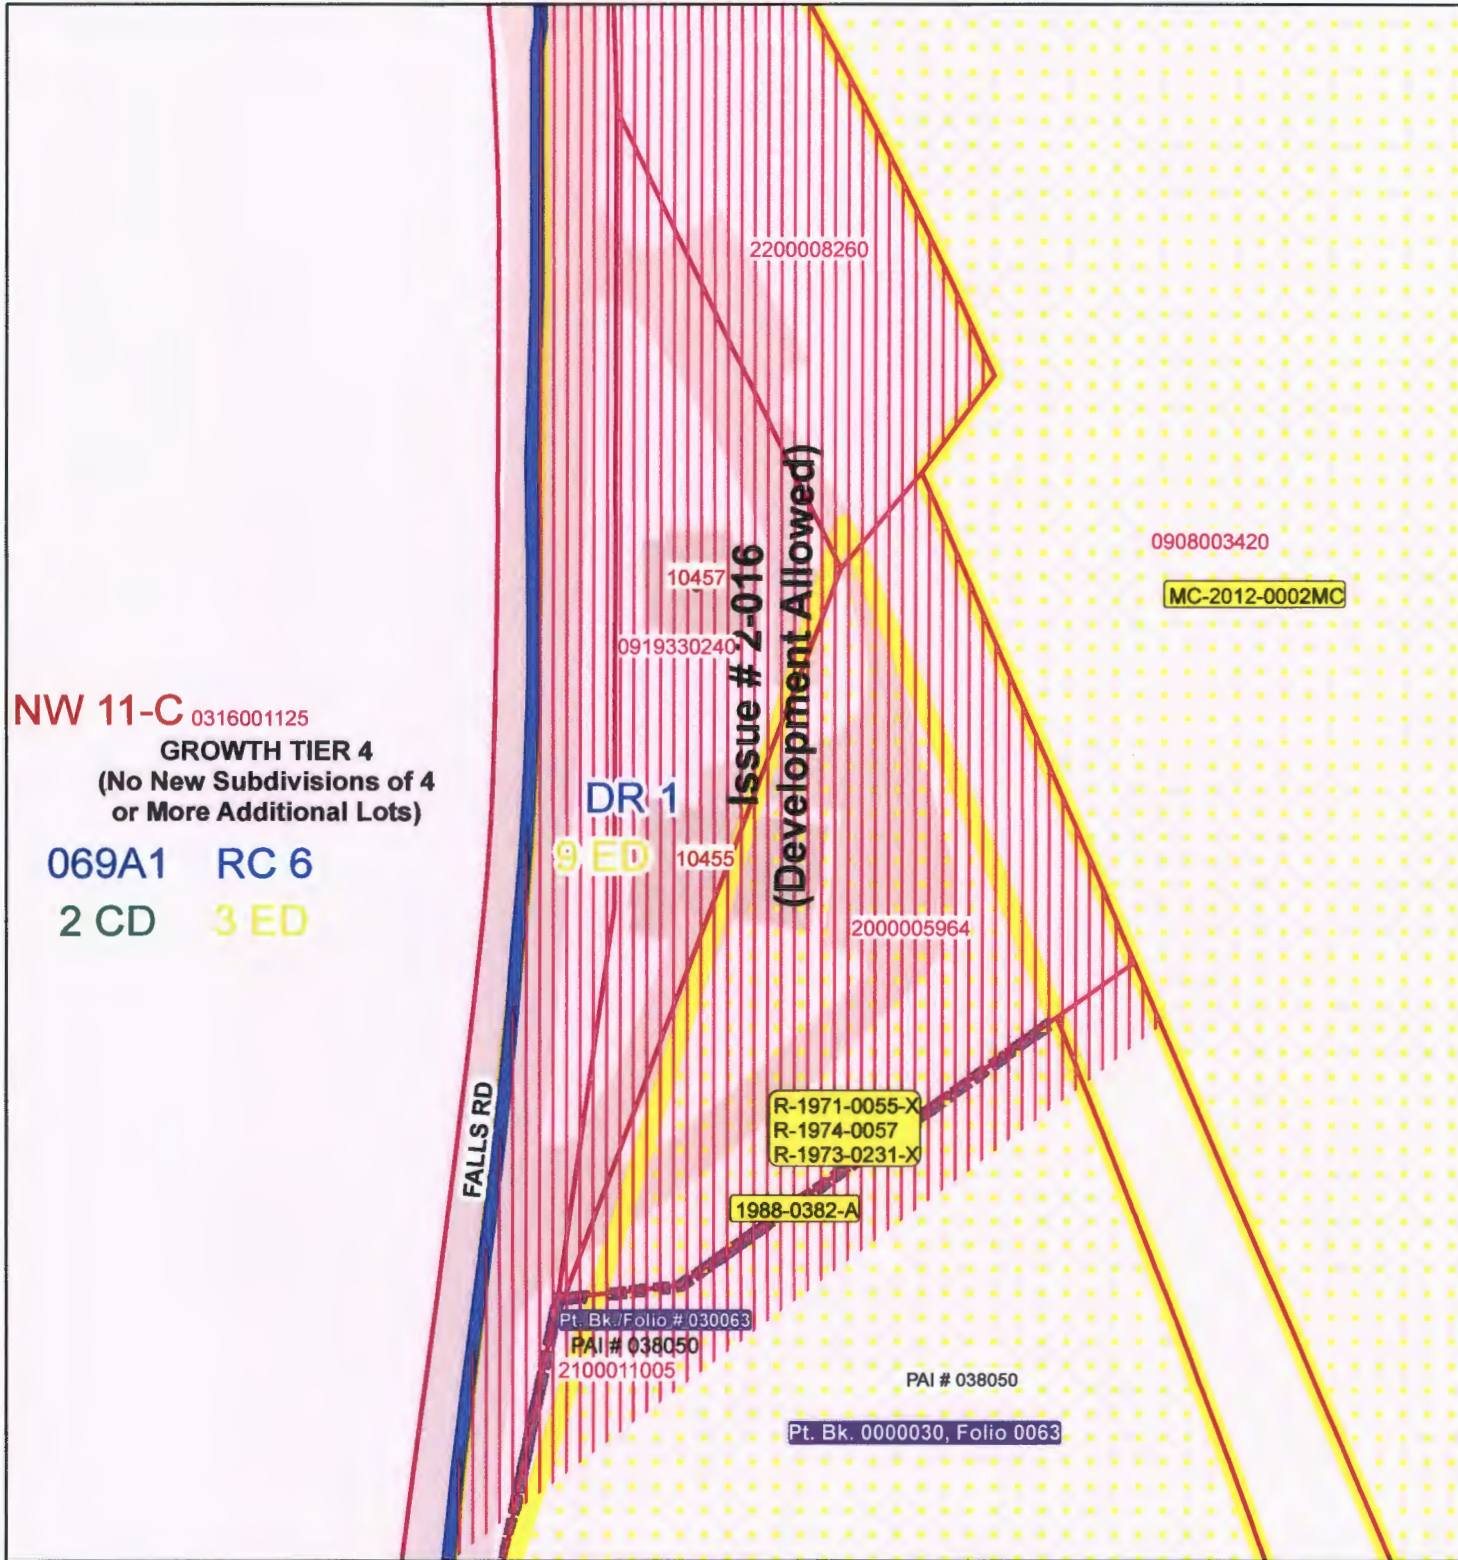 2200008260
0908003420
MC-2012-0002MC
10457
0919330240
Issue # 2-016
(Development Allowed)
NW 11-C 0316001125
GROWTH TIER 4
(No New Subdivisions of 4
or More Additional Lots)
069A1 RC 6
2 CD 3 ED
DR 1
9 ED 10455
2000005964
FALLS RD
R-1971-0055-X
R-1974-0057
R-1973-0231-X
1988-0382-A
Pt. Bk./Folio # 030063
PAI # 038050
2100011005
PAI # 038050
Pt. Bk. 0000030, Folio 0063